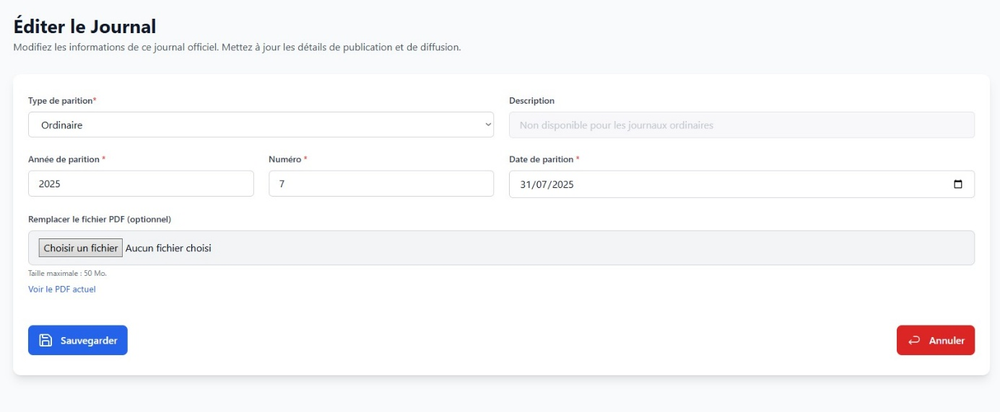 Éditer le Journal
Modifiez les informations de ce journal officiel. Mettez à jour les détails de publication et de diffusion.
Type de parition*
Description
Ordinaire
Non disponible pour les journaux ordinaires
Année de parition *
Numéro *
Date de parition *
2025
7
31/07/2025
Remplacer le fichier PDF (optionnel)
Choisir un fichier Aucun fichier choisi
Taille maximale : 50 Mo.
Voir le PDF actuel
Sauvegarder
Annuler